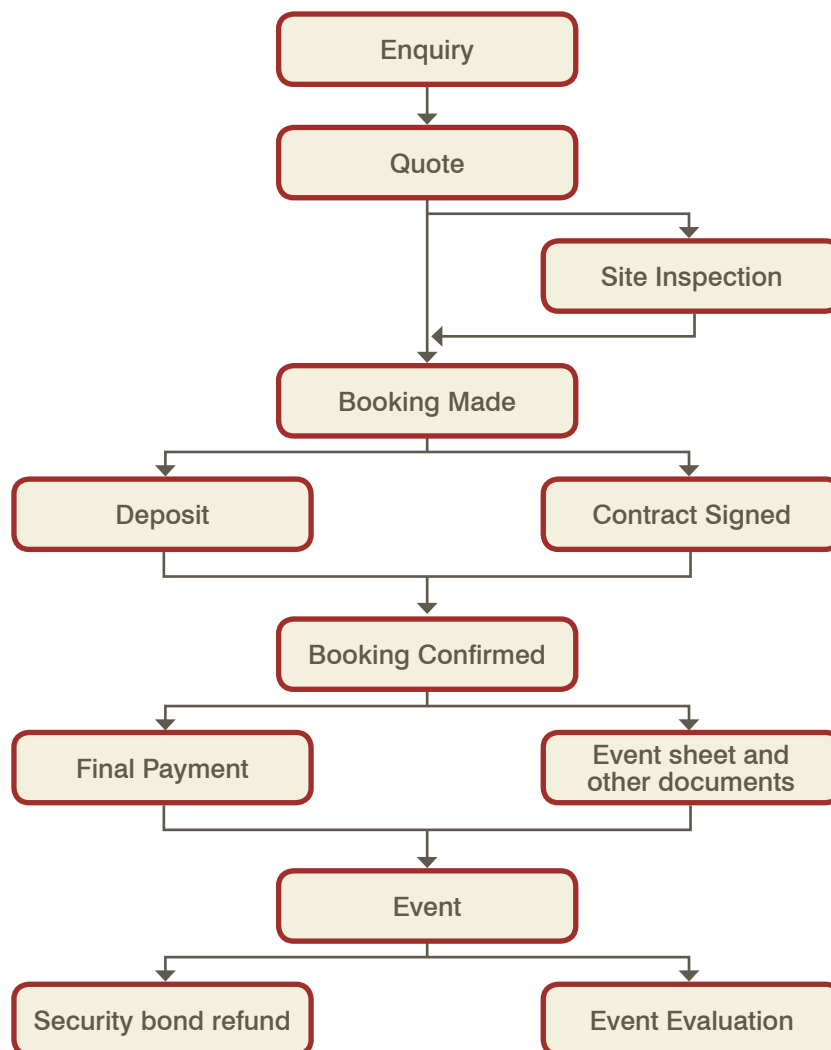 Enquiry
Quote
Site Inspection
Booking Made
Deposit
Contract Signed
Booking Confirmed
Final Payment
Event sheet and
other documents
Event
Security bond refund
Event Evaluation